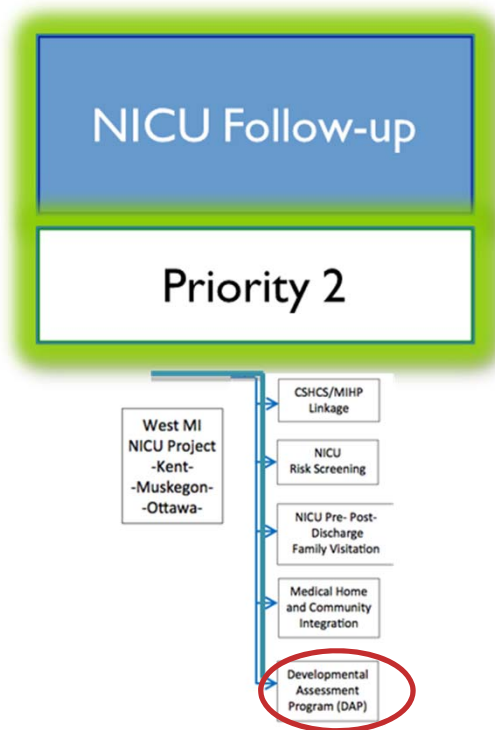 NICU Follow-up
Priority 2
West MI
NICU Project
-Kent-
-Muskegon-
-Ottawa-
CSHCS/MIHP
Linkage
NICU
Risk Screening
NICU Pre- Post-
Discharge
Family Visitation
Medical Home
and Community
Integration
Developmental
Assessment
Program (DAP)